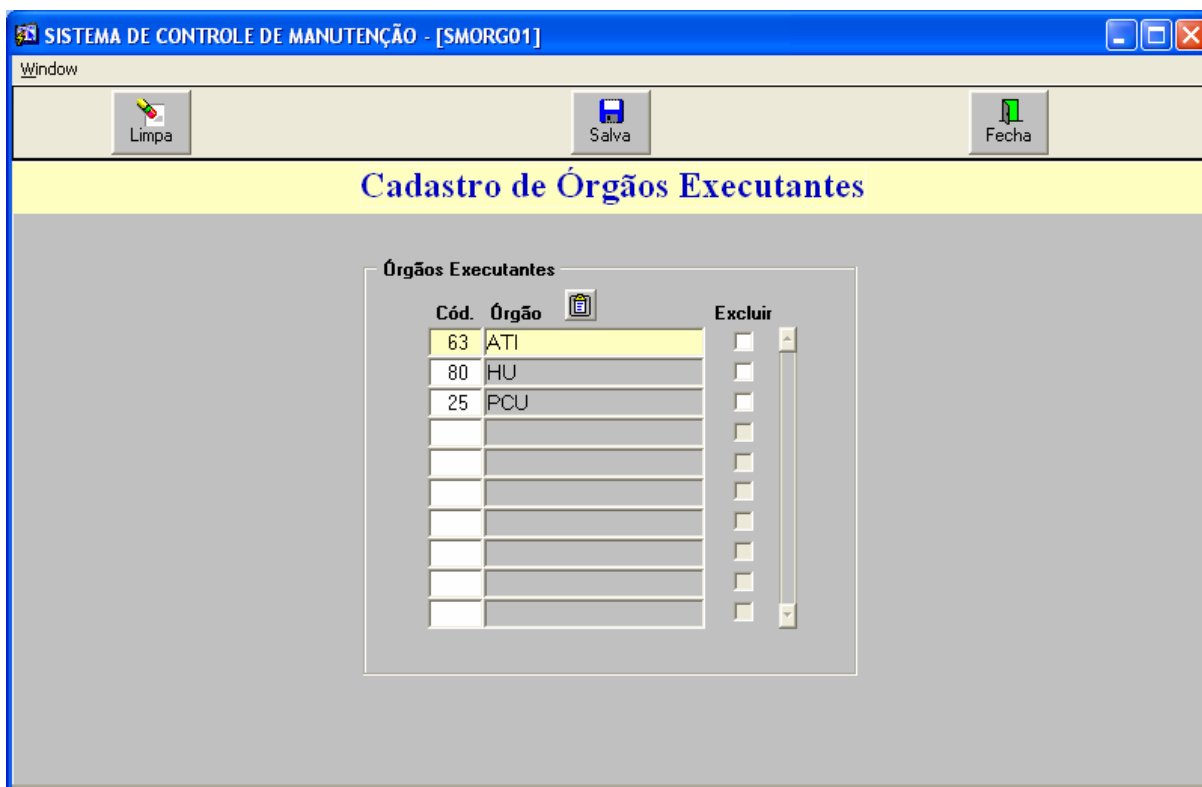 SISTEMA DE CONTROLE DE MANUTENÇÃO - [SMORG01]
Window
Limpa Salva Fecha
Cadastro de Órgãos Executantes
Órgãos Executantes
Cód. Órgão Excluir
63 ATI
80 HU
25 PCU